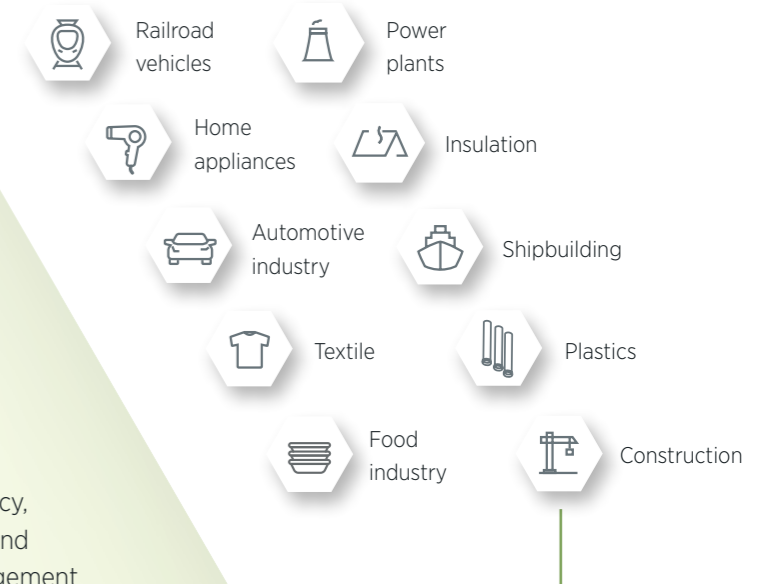 Railroad
vehicles
Power
plants
Home
appliances
Insulation
Automotive
industry
Shipbuilding
Textile
Plastics
Food
industry
Construction